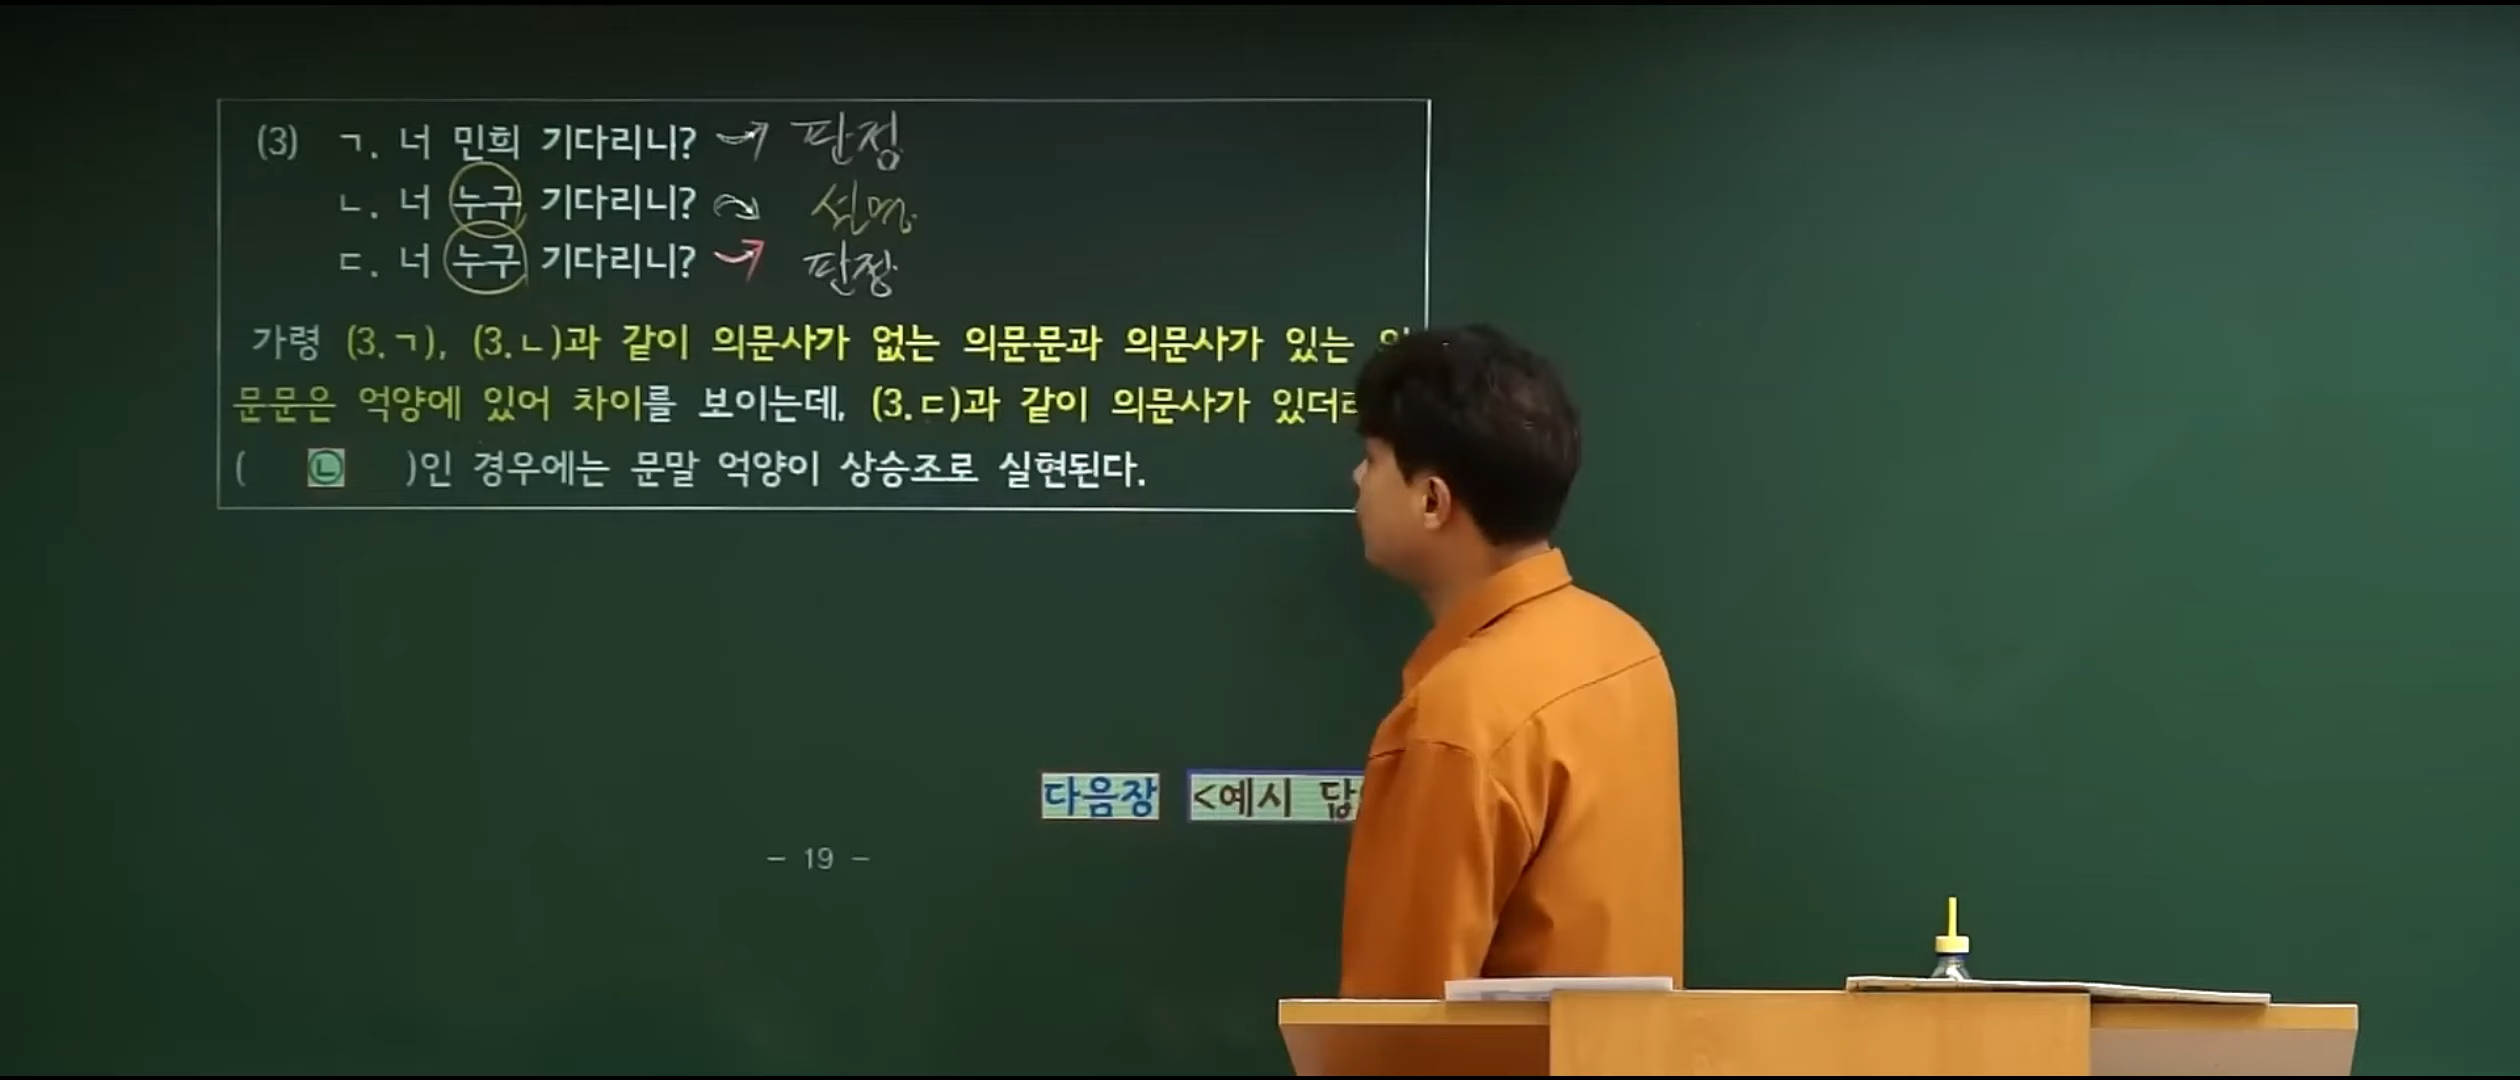 (3) ㄱ. 너 민희 기다리니? 판정
ㄴ. 너 누구 기다리니? 설명
ㄷ. 너 누구 기다리니? 판정
가령 (3.ㄱ), (3.ㄴ)과 같이 의문사가 없는 의문문과 의문사가 있는
문문은 억양에 있어 차이를 보이는데, (3.ㄷ)과 같이 의문사가
( ㉡ )인 경우에는 문말 억양이 상승조로 실현된다.
다음장 <예시
- 19 -